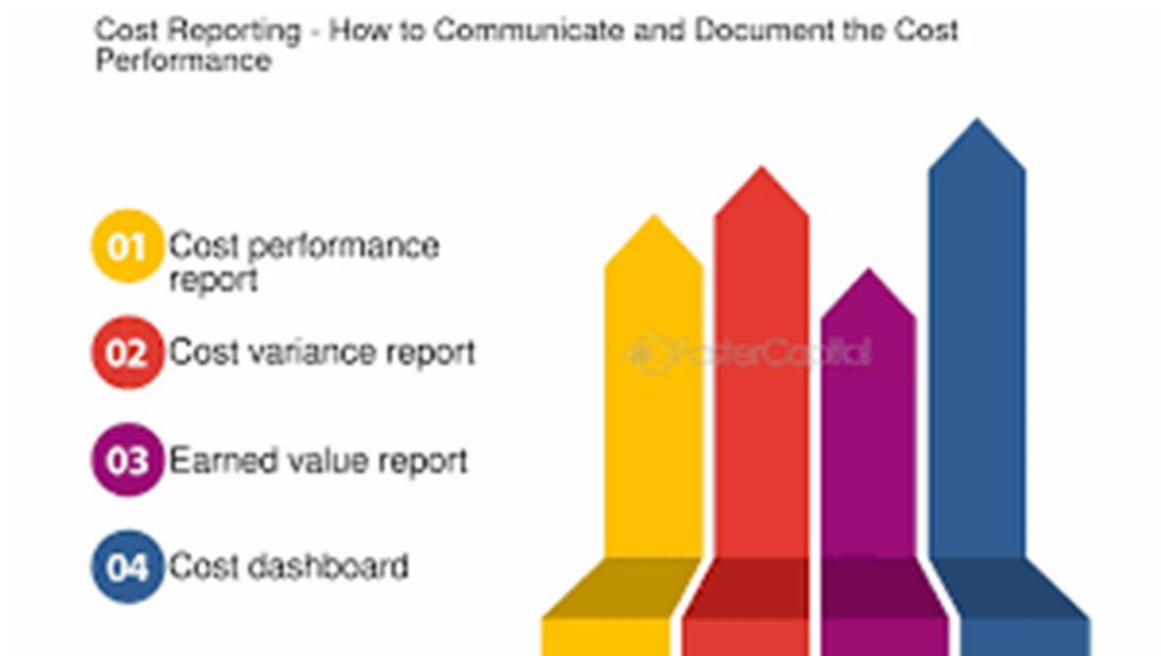 Cost Reporting - How to Communicate and Document the Cost
Performance
01 Cost performance
report
02 Cost variance report
03 Earned value report
04 Cost dashboard
FasterCapital